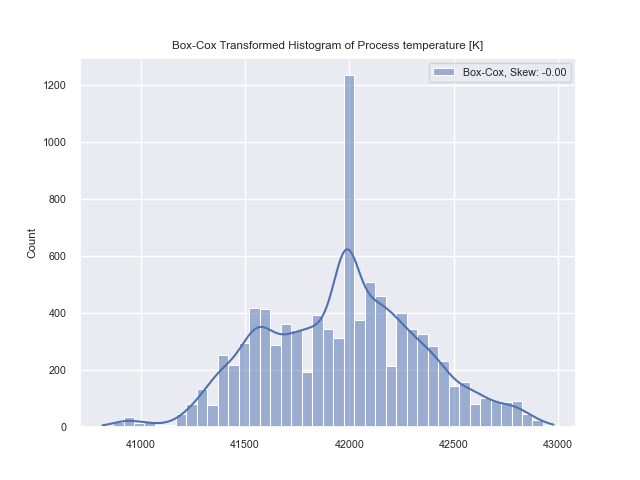 Box-Cox Transformed Histogram of Process temperature [K]
Box-Cox, Skew: -0.00
1200
1000
800
600
400
200
0
Count
41000 41500 42000 42500 43000